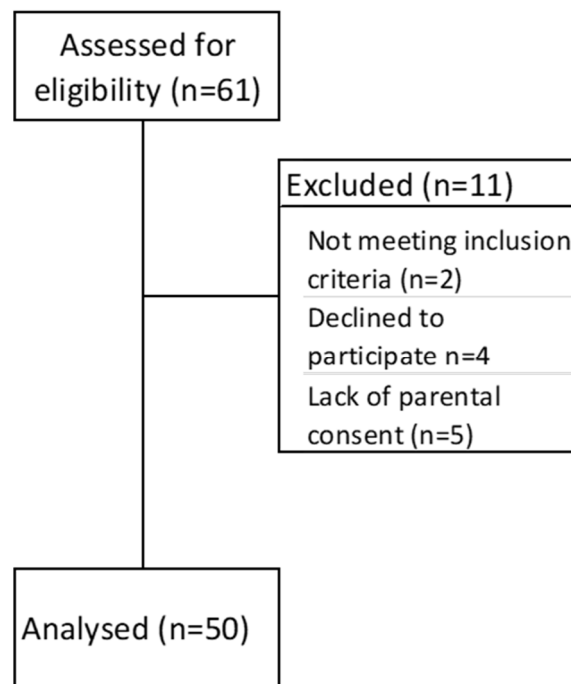 Assessed for
eligibility (n=61)
Excluded (n=11)
Not meeting inclusion
criteria (n=2)
Declined to
participate n=4
Lack of parental
consent (n=5)
Analysed (n=50)